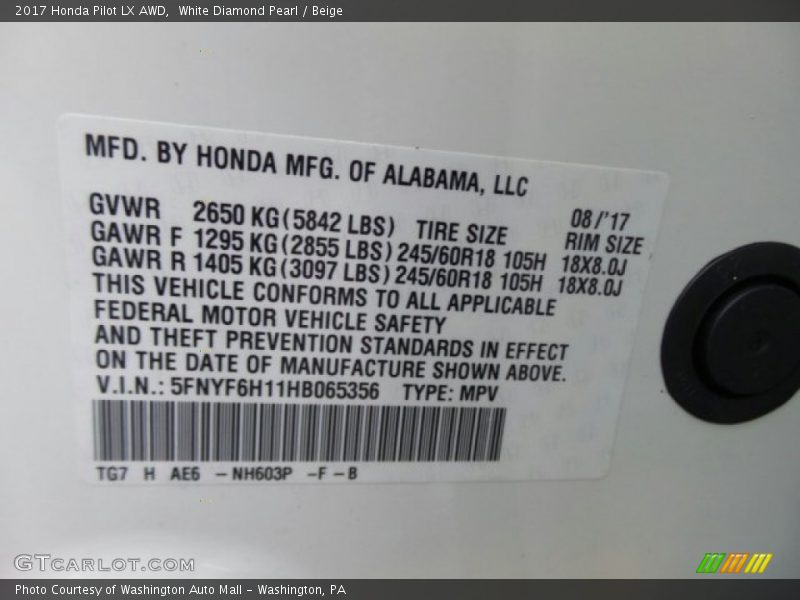 2017 Honda Pilot LX AWD,  White Diamond Pearl / Beige
MFD. BY HONDA MFG. OF ALABAMA, LLC
08/'17
GVWR 2650 KG(5842 LBS) TIRE SIZE RIM SIZE
GAWR F 1295 KG(2855 LBS) 245/60R18 105H 18X8.0J
GAWR R 1405 KG(3097 LBS) 245/60R18 105H 18X8.0J
THIS VEHICLE CONFORMS TO ALL APPLICABLE
FEDERAL MOTOR VEHICLE SAFETY
AND THEFT PREVENTION STANDARDS IN EFFECT
ON THE DATE OF MANUFACTURE SHOWN ABOVE.
V.I.N.: 5FNYF6H11HB065356 TYPE: MPV
TG7 H AE6 -NH603P -F-B
GTCARLOT.COM
Photo Courtesy of Washington Auto Mall - Washington, PA